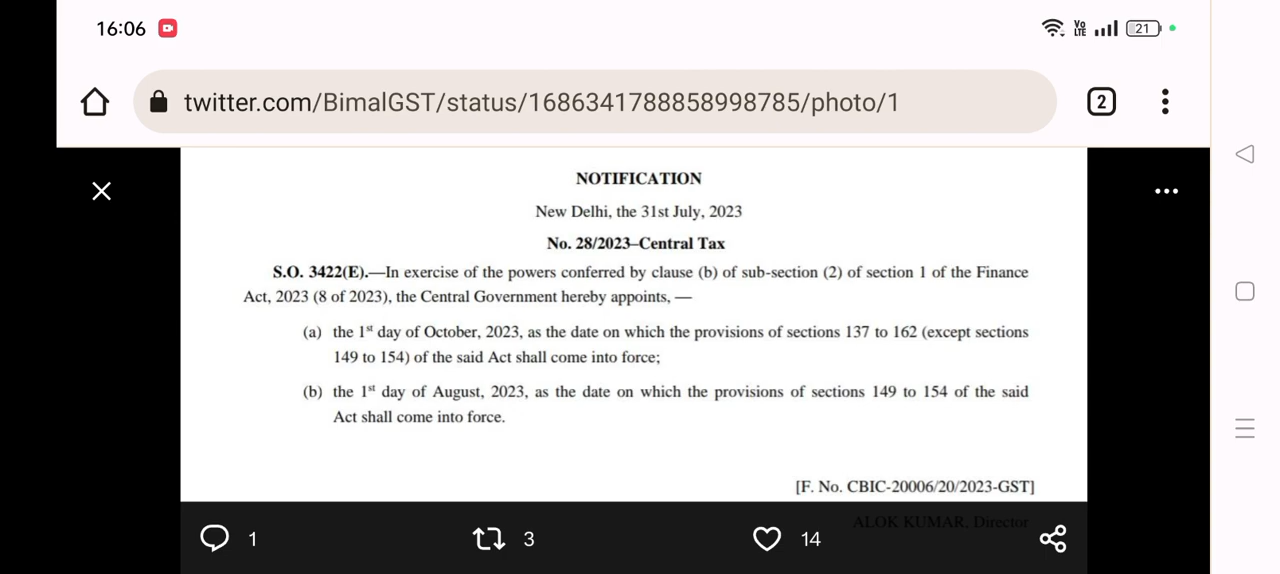 16:06 Vo LTE 21
twitter.com/BimalGST/status/1686341788858998785/photo/1 2
NOTIFICATION
New Delhi, the 31st July, 2023
No. 28/2023–Central Tax
S.O. 3422(E).—In exercise of the powers conferred by clause (b) of sub-section (2) of section 1 of the Finance
Act, 2023 (8 of 2023), the Central Government hereby appoints, —
(a) the 1st day of October, 2023, as the date on which the provisions of sections 137 to 162 (except sections
149 to 154) of the said Act shall come into force;
(b) the 1st day of August, 2023, as the date on which the provisions of sections 149 to 154 of the said
Act shall come into force.
[F. No. CBIC-20006/20/2023-GST]
ALOK KUMAR, Director
1 3 14